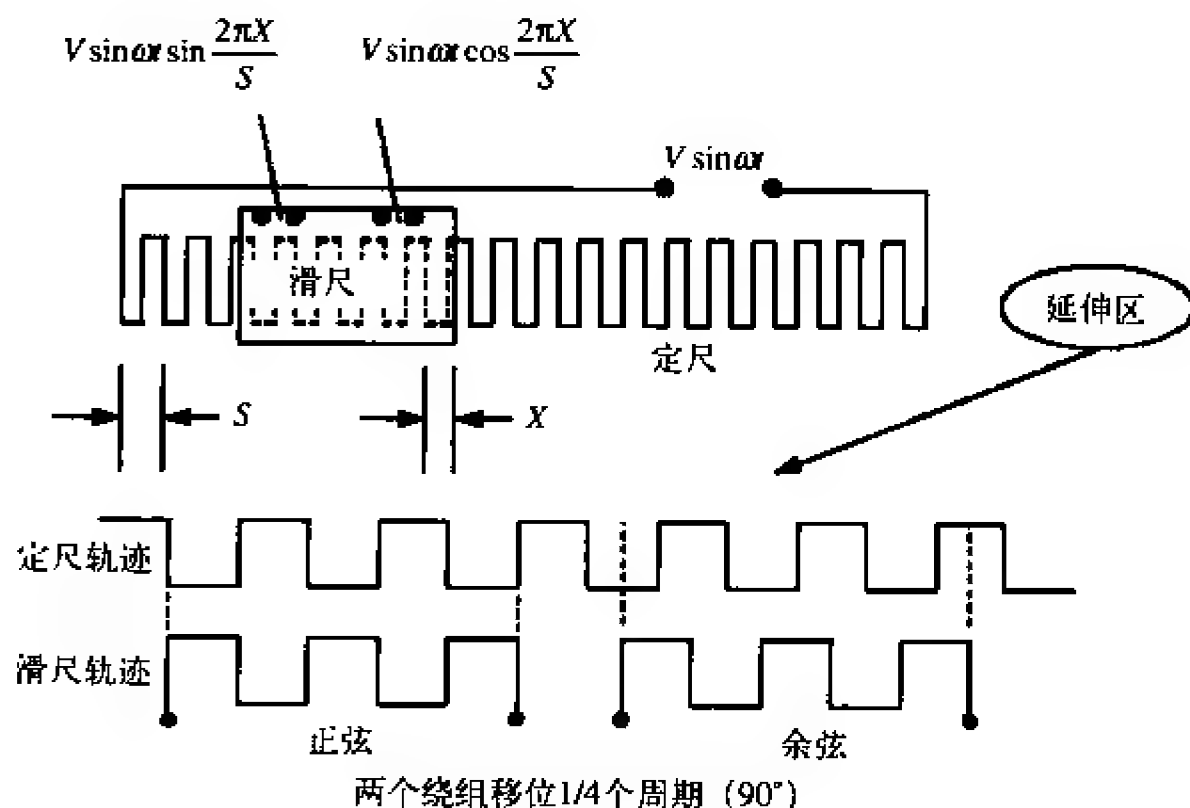 V sinωt sin 2πX/S
V sinωt cos 2πX/S
V sinωt
滑尺
定尺
延伸区
S
X
定尺轨迹
滑尺轨迹
正弦
余弦
两个绕组移位1/4个周期（90°）